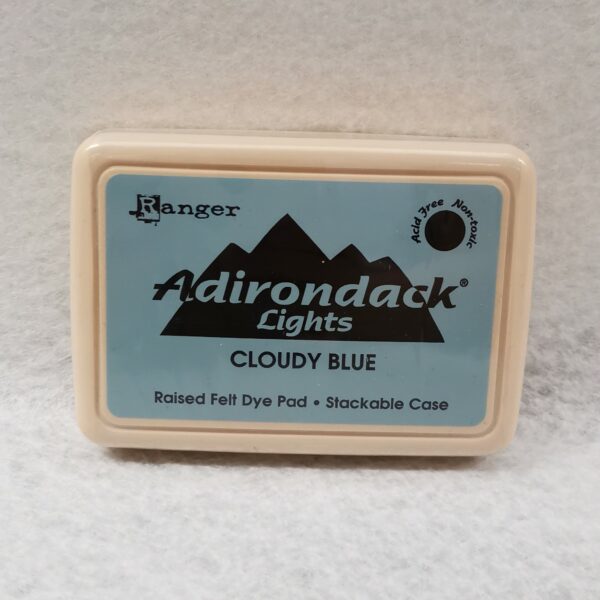 Ranger
Acid Free Non-toxic
Adirondack®
Lights
CLOUDY BLUE
Raised Felt Dye Pad • Stackable Case